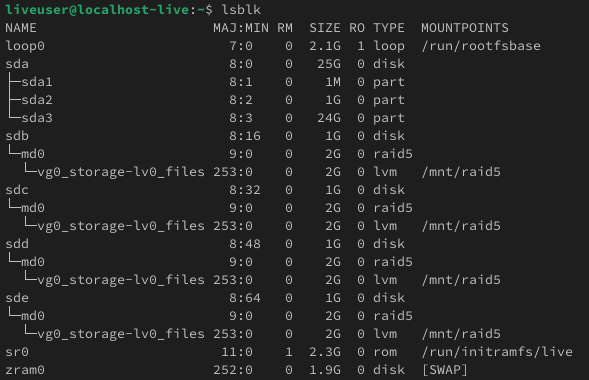 liveuser@localhost-live:~$ lsblk
NAME                      MAJ:MIN RM  SIZE RO TYPE  MOUNTPOINTS
loop0                       7:0    0  2.1G  1 loop  /run/rootfsbase
sda                         8:0    0   25G  0 disk
├─sda1                      8:1    0    1M  0 part
├─sda2                      8:2    0    1G  0 part
└─sda3                      8:3    0   24G  0 part
sdb                         8:16   0    1G  0 disk
└─md0                       9:0    0    2G  0 raid5
  └─vg0_storage-lv0_files 253:0    0    2G  0 lvm   /mnt/raid5
sdc                         8:32   0    1G  0 disk
└─md0                       9:0    0    2G  0 raid5
  └─vg0_storage-lv0_files 253:0    0    2G  0 lvm   /mnt/raid5
sdd                         8:48   0    1G  0 disk
└─md0                       9:0    0    2G  0 raid5
  └─vg0_storage-lv0_files 253:0    0    2G  0 lvm   /mnt/raid5
sde                         8:64   0    1G  0 disk
└─md0                       9:0    0    2G  0 raid5
  └─vg0_storage-lv0_files 253:0    0    2G  0 lvm   /mnt/raid5
sr0                        11:0    1  2.3G  0 rom   /run/initramfs/live
zram0                     252:0    0  1.9G  0 disk  [SWAP]